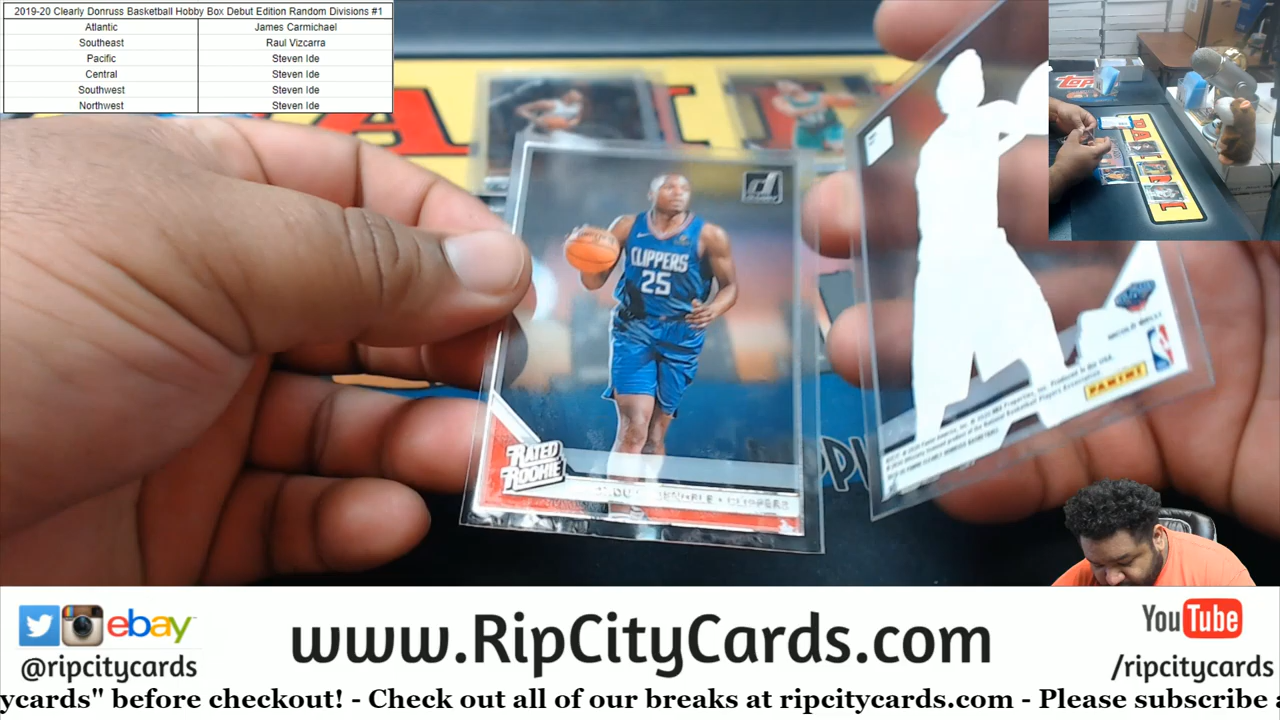 2019-20 Clearly Donruss Basketball Hobby Box Debut Edition Random Divisions #1
Atlantic James Carmichael
Southeast Raul Vizcarra
Pacific Steven Ide
Central Steven Ide
Southwest Steven Ide
Northwest Steven Ide
CLIPPERS
25
RATED
ROOKIE
CLIPPERS
PANINI
NBA
ebay
@ripcitycards
www.RipCityCards.com
YouTube
/ripcitycards
ycards" before checkout! - Check out all of our breaks at ripcitycards.com - Please subscribe a